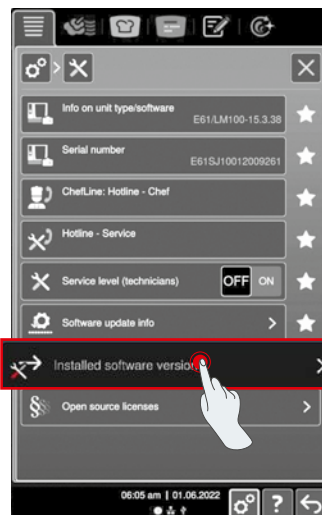 Info on unit type/software
E61/LM100-15.3.38
Serial number
E61SJ10012009261
ChefLine: Hotline - Chef
Hotline - Service
Service level (technicians)
OFF ON
Software update info
Installed software version
§ Open source licenses
06:05 am | 01.06.2022
?